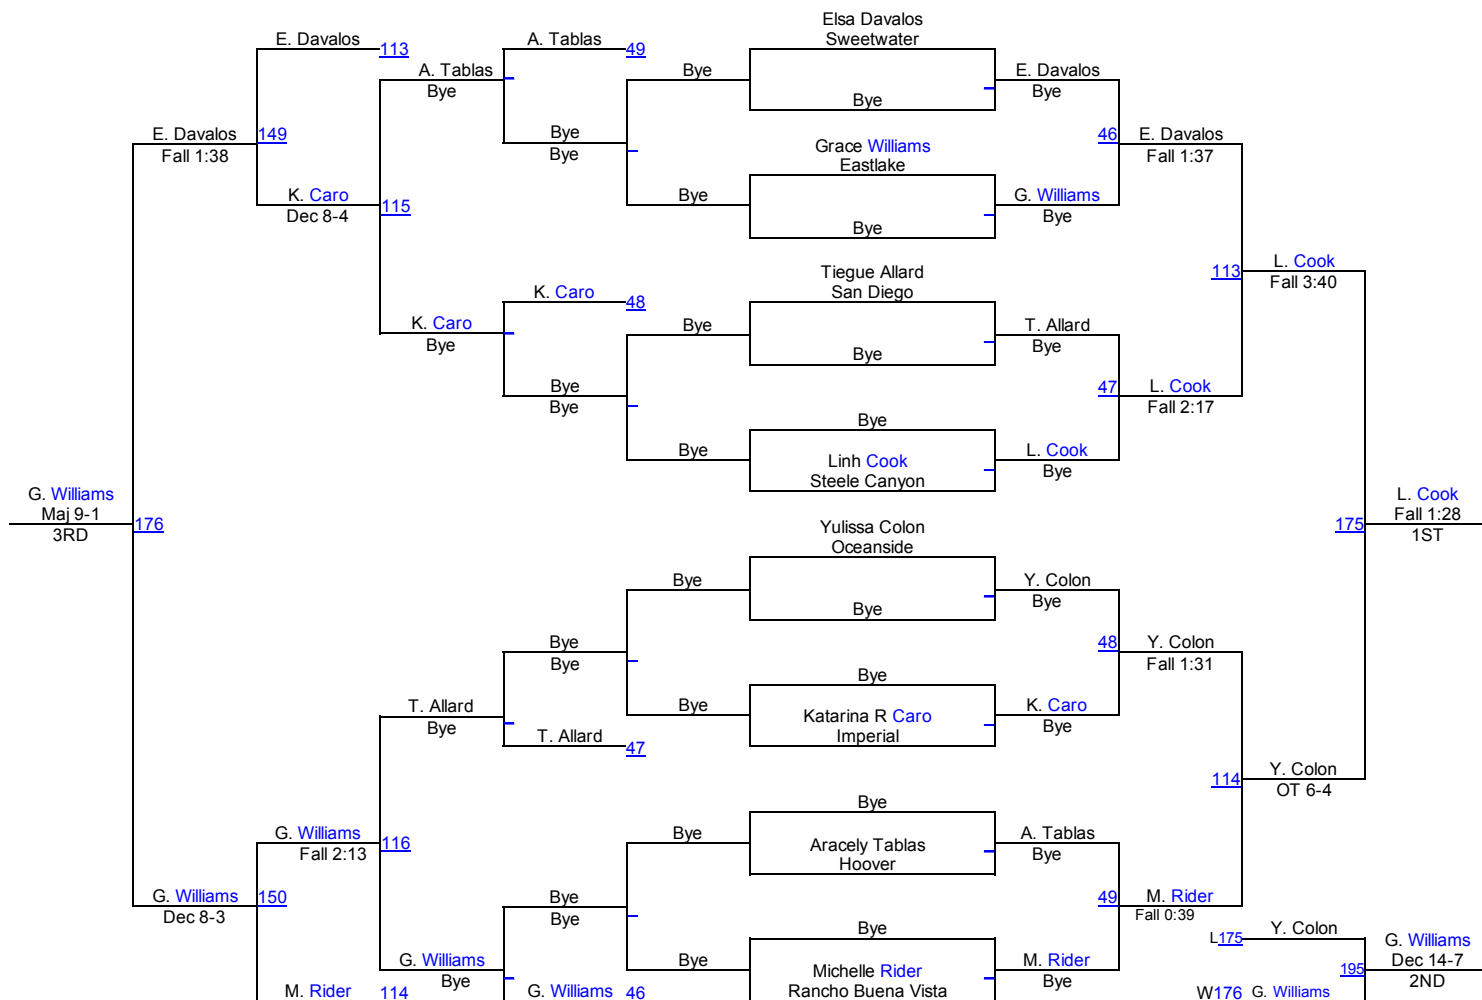 Elsa Davalos
E. Davalos
A. Tablas
Sweetwater
113
49
A. Tablas
Bye
E. Davalos
Bye
Bye
Bye
E. Davalos
149
Bye
Grace Williams
46
E. Davalos
Fall 1:38
Bye
Eastlake
Fall 1:37
K. Caro
Bye
G. Williams
Dec 8-4
115
Bye
Bye
Tiegue Allard
113
L. Cook
K. Caro
48
San Diego
Fall 3:40
K. Caro
Bye
T. Allard
Bye
Bye
Bye
Bye
47
L. Cook
Bye
Fall 2:17
Bye
Bye
Linh Cook
L. Cook
Steele Canyon
Bye
G. Williams
L. Cook
Maj 9-1
176
175
Fall 1:28
3RD
1ST
Yulissa Colon
Oceanside
Bye
Y. Colon
Bye
Bye
Bye
48
Y. Colon
Bye
Fall 1:31
Bye
T. Allard
Bye
Katarina R Caro
K. Caro
Bye
Imperial
Bye
T. Allard
47
114
Y. Colon
OT 6-4
Bye
G. Williams
116
Bye
Aracely Tablas
A. Tablas
Fall 2:13
Hoover
Bye
G. Williams
150
Bye
49
M. Rider
Dec 8-3
Bye
Fall 0:39
Bye
L175
Y. Colon
G. Williams
G. Williams
Bye
Michelle Rider
M. Rider
195
Dec 14-7
Bye
Bye
2ND
M. Rider
114
G. Williams
46
Rancho Buena Vista
W176
G. Williams